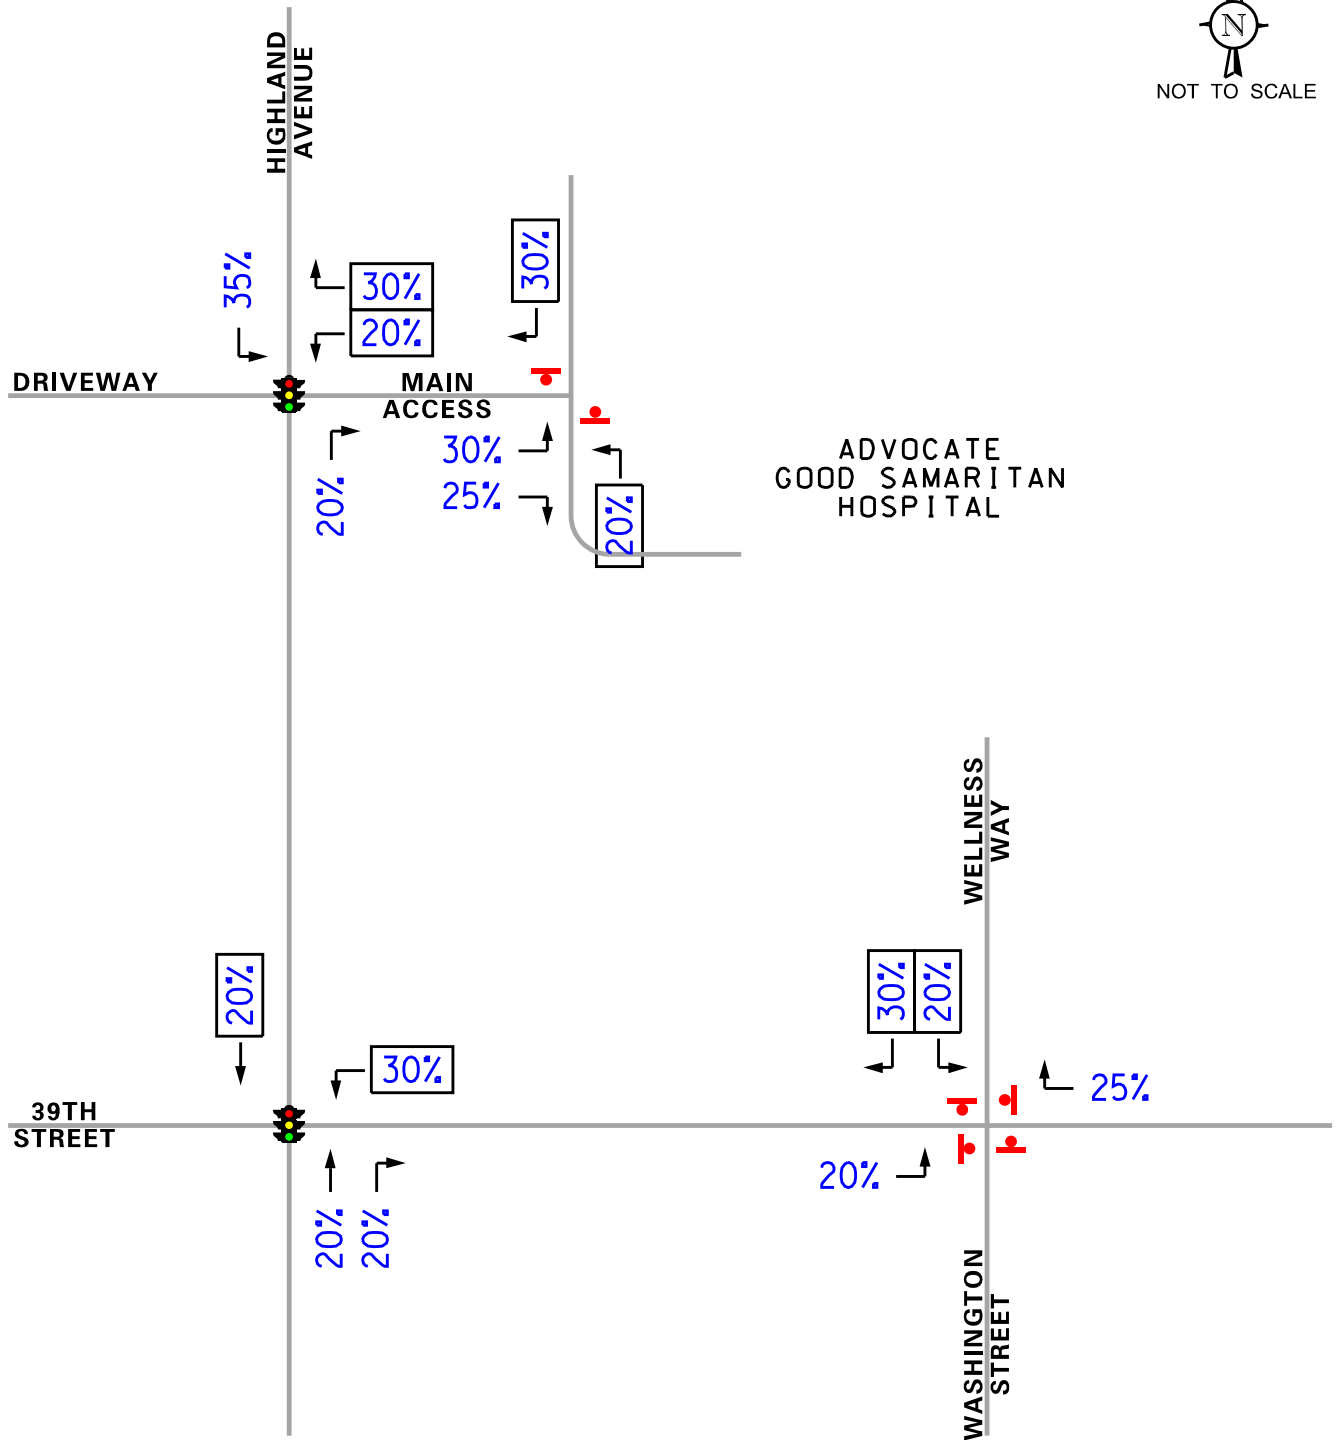 N
NOT TO SCALE
HIGHLAND
AVENUE
35%
30%
20%
30%
DRIVEWAY
MAIN
ACCESS
20%
30%
25%
20%
ADVOCATE
GOOD SAMARITAN
HOSPITAL
WELLNESS
WAY
20%
30%
30%
20%
25%
39TH
STREET
20%
20%
20%
WASHINGTON
STREET